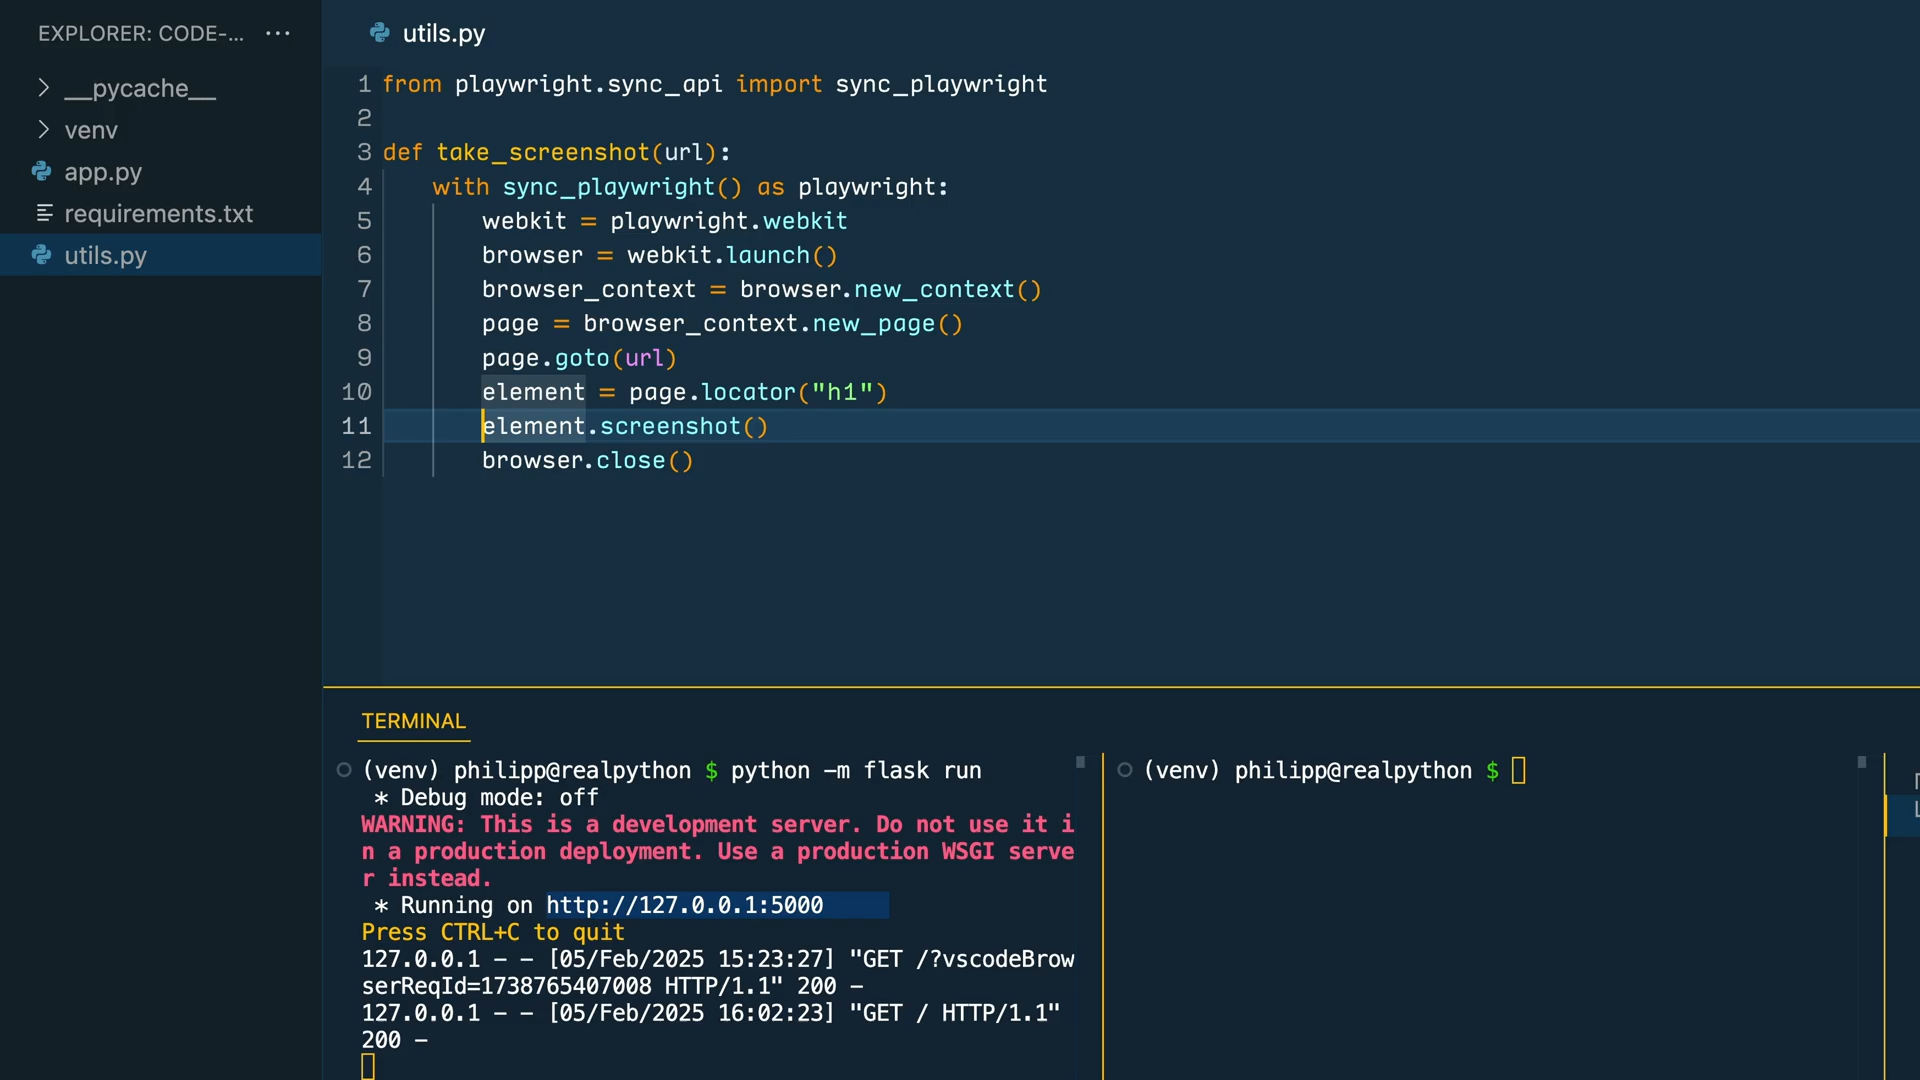 EXPLORER: CODE-... ···
__pycache__
venv
app.py
requirements.txt
utils.py
utils.py
1 from playwright.sync_api import sync_playwright
2
3 def take_screenshot(url):
4 with sync_playwright() as playwright:
5 webkit = playwright.webkit
6 browser = webkit.launch()
7 browser_context = browser.new_context()
8 page = browser_context.new_page()
9 page.goto(url)
10 element = page.locator("h1")
11 element.screenshot()
12 browser.close()
TERMINAL
(venv) philipp@realpython $ python -m flask run
* Debug mode: off
WARNING: This is a development server. Do not use it i
n a production deployment. Use a production WSGI serve
r instead.
* Running on http://127.0.0.1:5000
Press CTRL+C to quit
127.0.0.1 - - [05/Feb/2025 15:23:27] "GET /?vscodeBrow
serReqId=1738765407008 HTTP/1.1" 200 -
127.0.0.1 - - [05/Feb/2025 16:02:23] "GET / HTTP/1.1"
200 -
(venv) philipp@realpython $